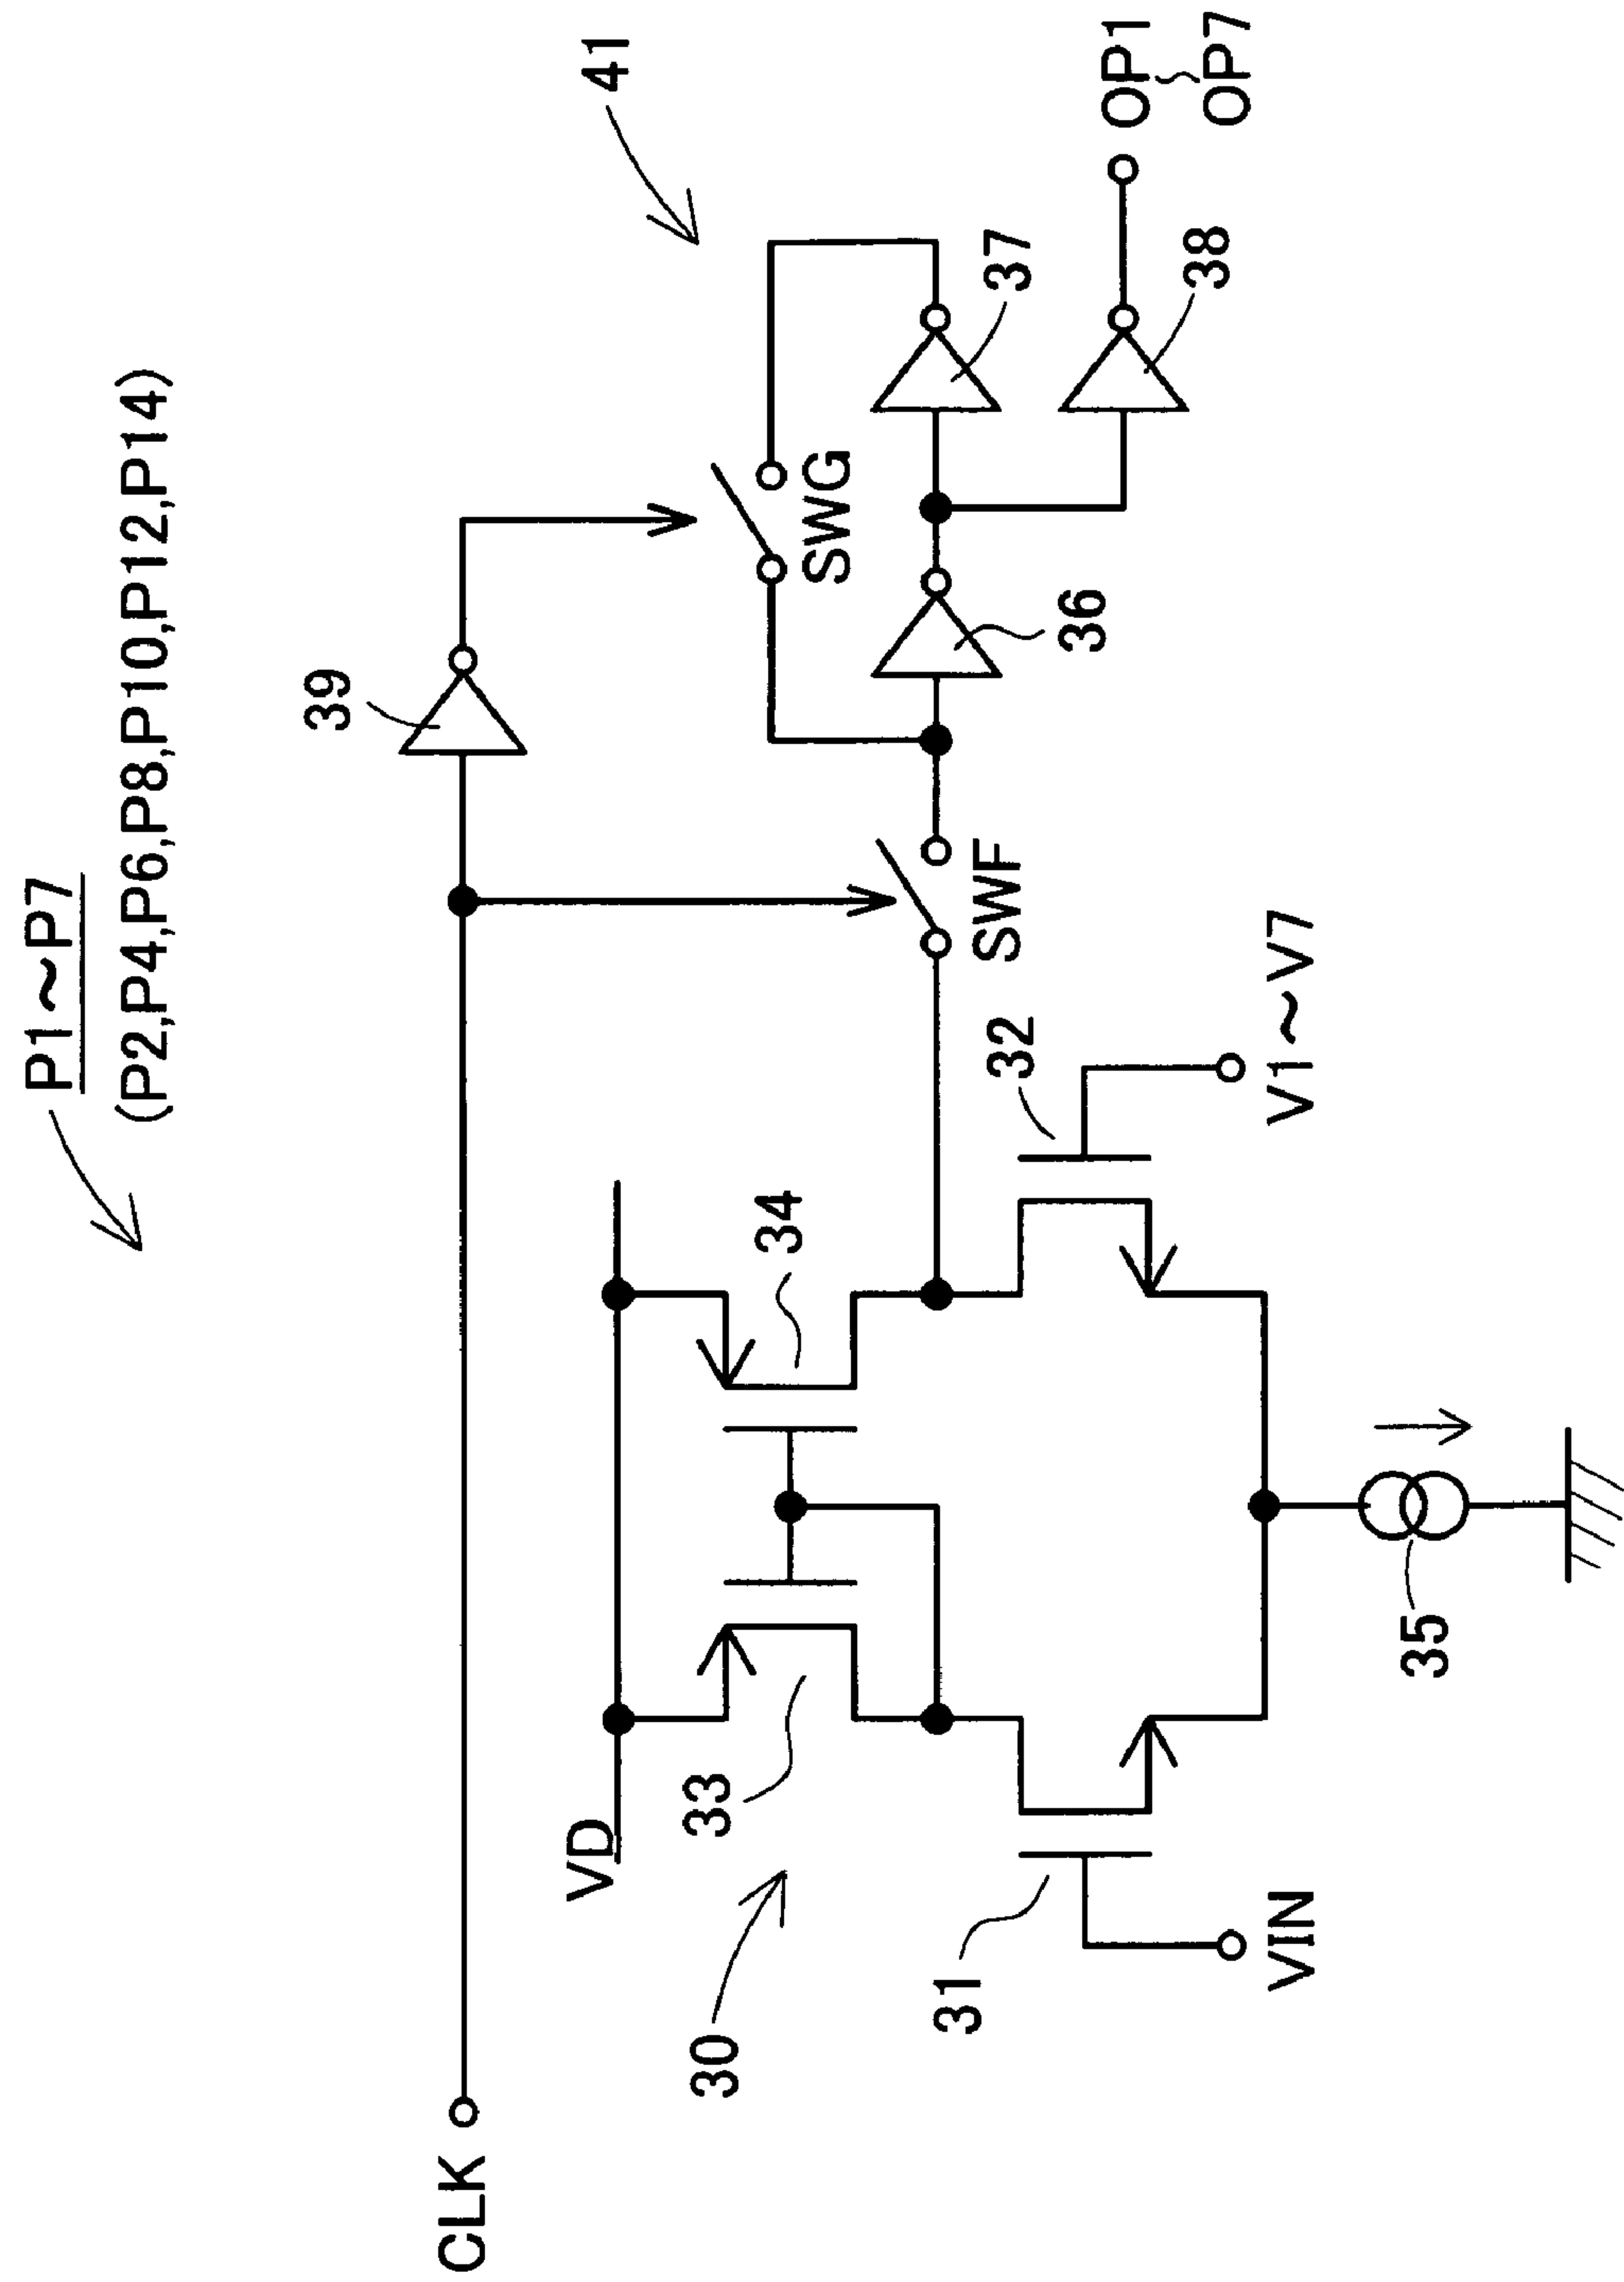 P1～P7
(P2,P4,P6,P8,P10,P12,P14)
CLK
39
41
VD
30
33
34
SWG
SWF
31
32
36
37
38
OP1
～
OP7
VIN
V1～V7
35